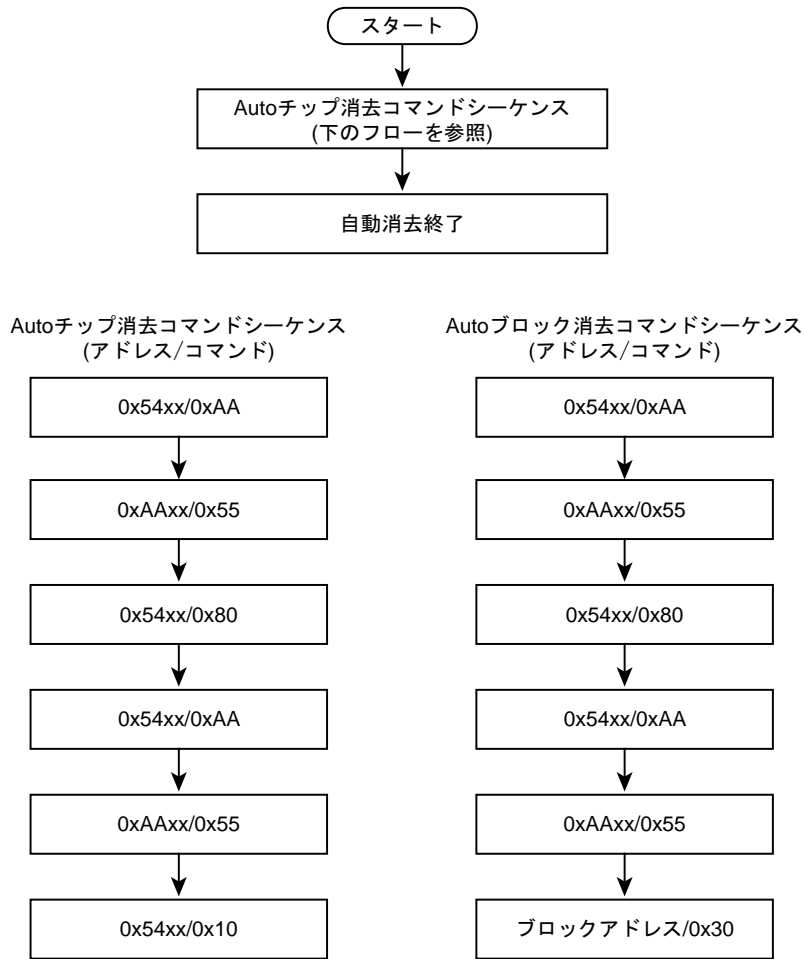 スタート
Autoチップ消去コマンドシーケンス
(下のフローを参照)
自動消去終了
Autoチップ消去コマンドシーケンス
(アドレス/コマンド)
0x54xx/0xAA
0xAAxx/0x55
0x54xx/0x80
0x54xx/0xAA
0xAAxx/0x55
0x54xx/0x10
Autoブロック消去コマンドシーケンス
(アドレス/コマンド)
0x54xx/0xAA
0xAAxx/0x55
0x54xx/0x80
0x54xx/0xAA
0xAAxx/0x55
ブロックアドレス/0x30